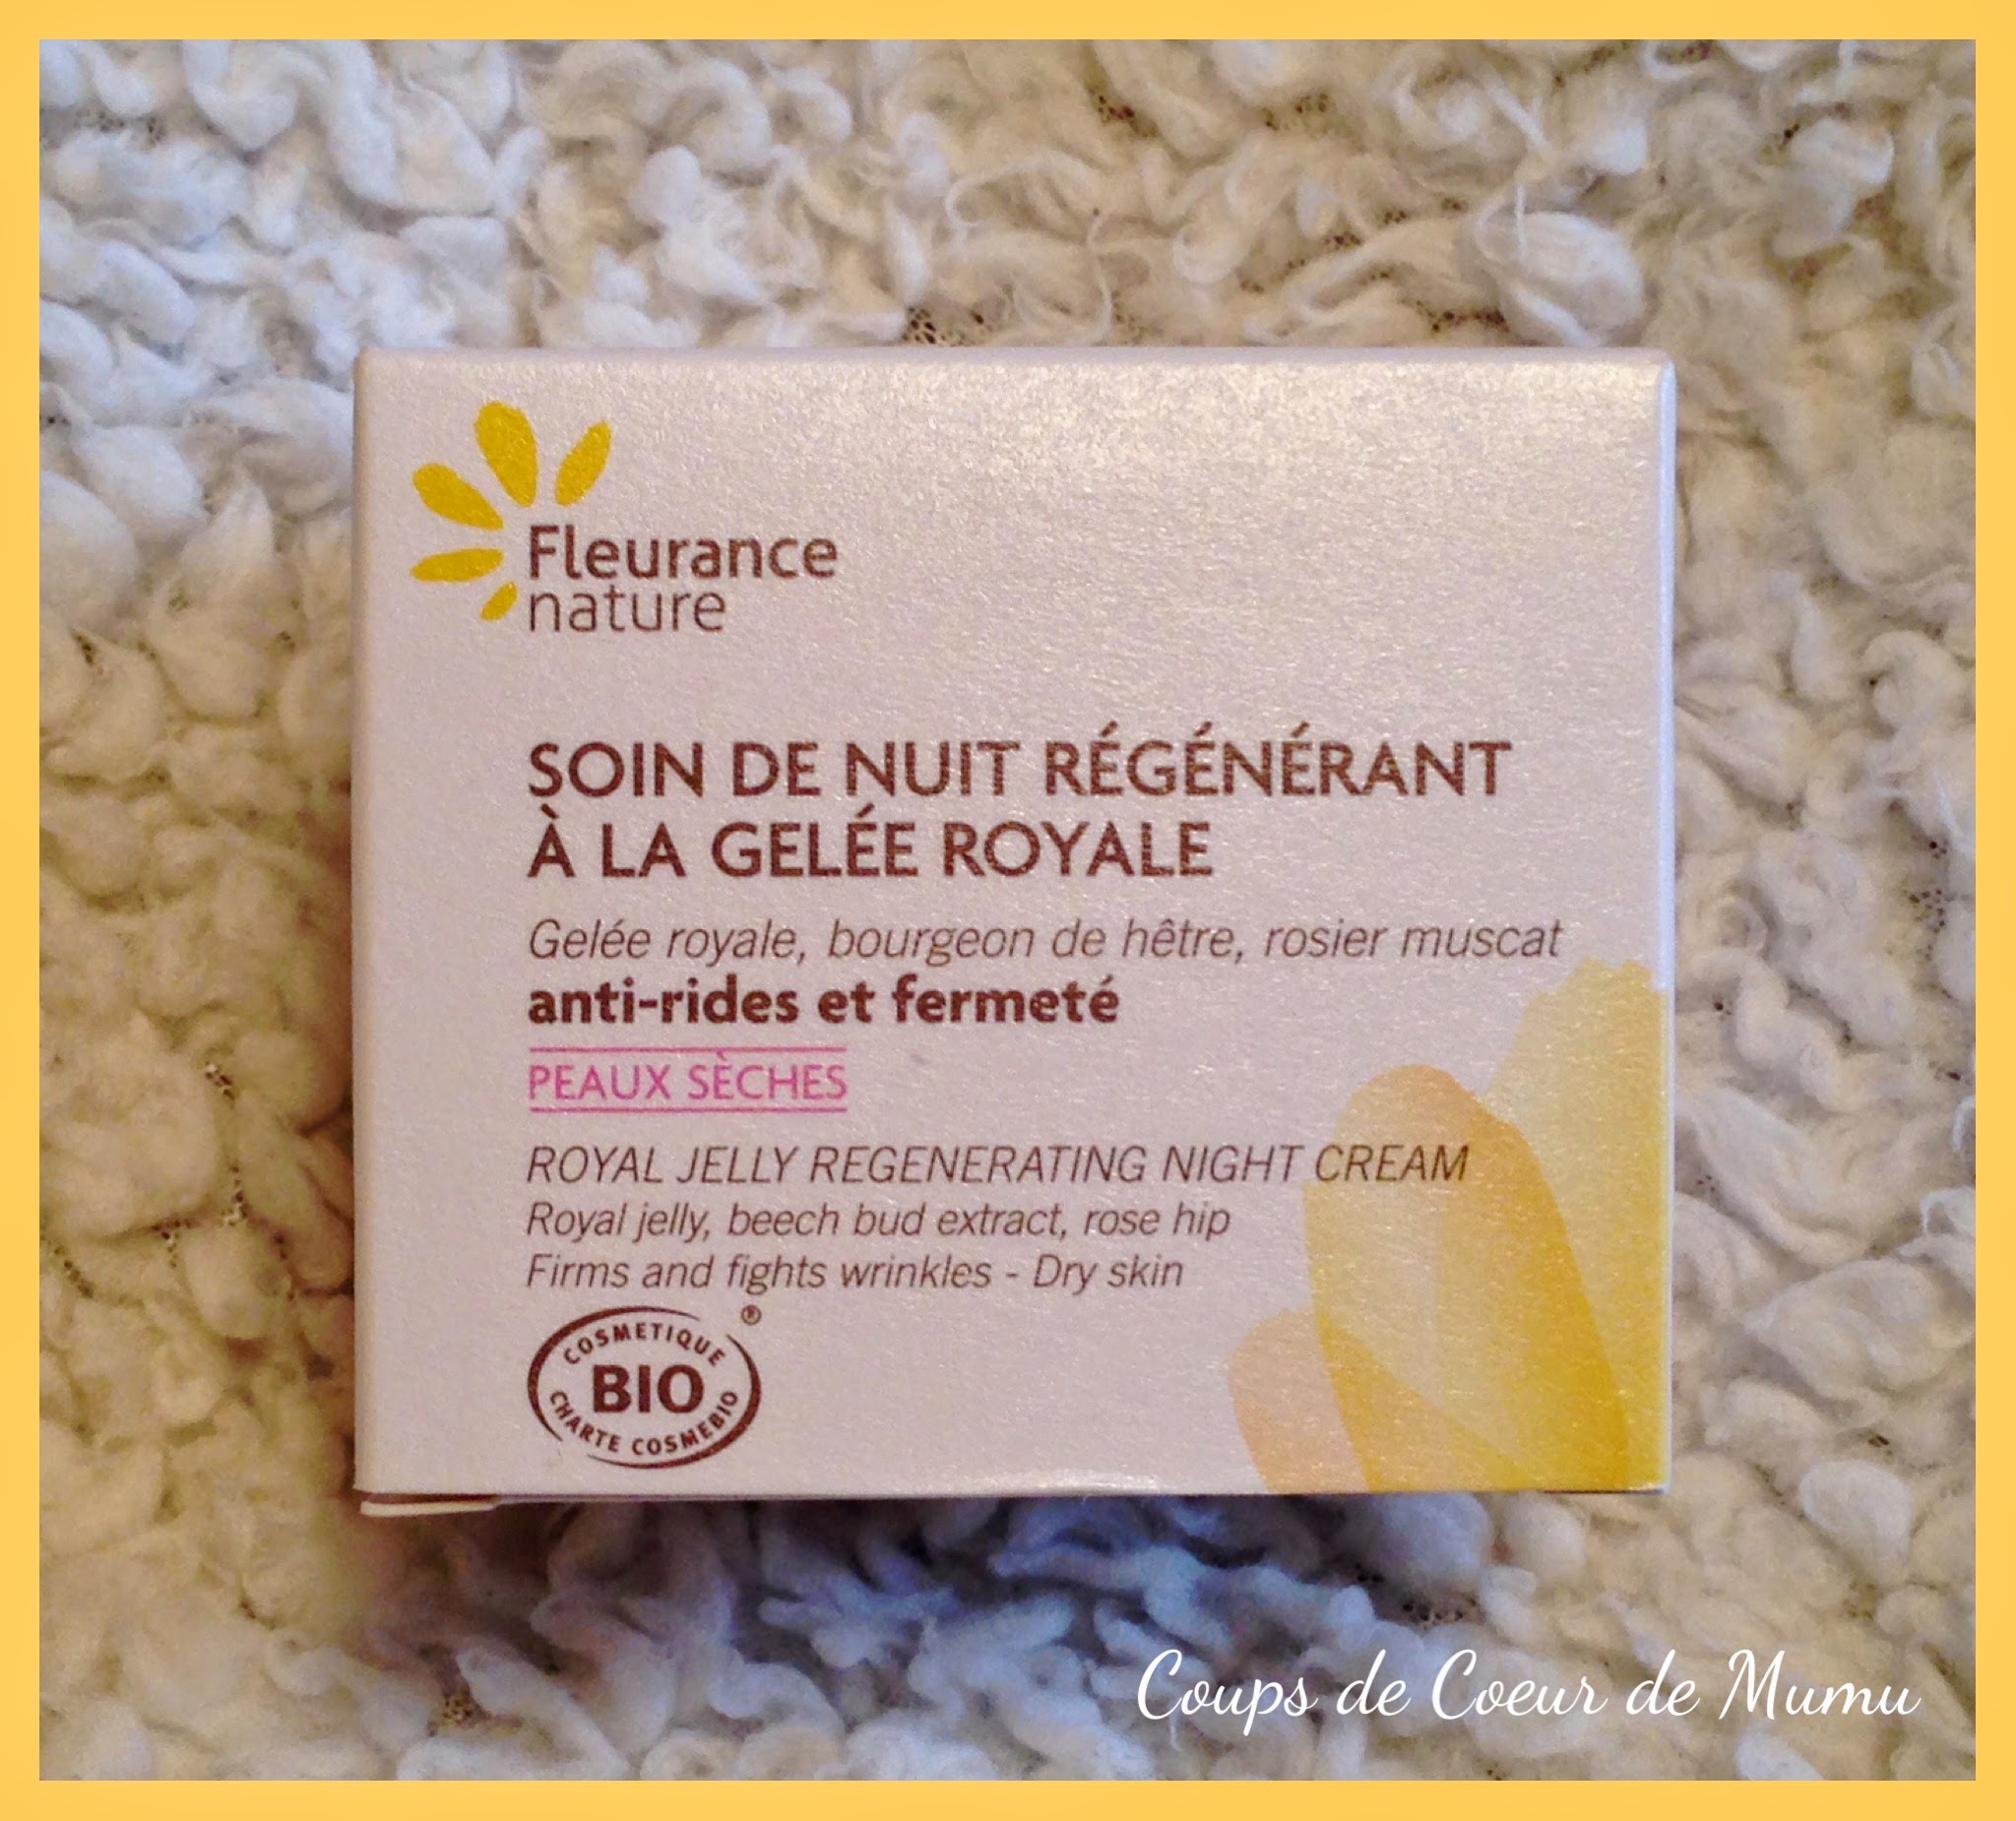 Fleurance
nature
SOIN DE NUIT RÉGÉNÉRANT
À LA GELÉE ROYALE
Gelée royale, bourgeon de hêtre, rosier muscat
anti-rides et fermeté
PEAUX SÈCHES
ROYAL JELLY REGENERATING NIGHT CREAM
Royal jelly, beech bud extract, rose hip
Firms and fights wrinkles - Dry skin
®
COSMETIQUE
BIO
CHARTE COSMEBIO
Coups de Coeur de Mumu